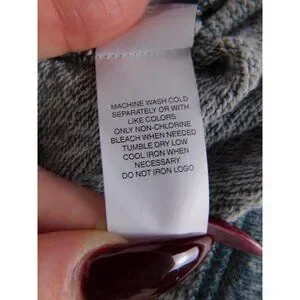 MACHINE WASH COLD
SEPARATELY OR WITH
LIKE COLORS
ONLY NON-CHLORINE
BLEACH WHEN NEEDED
TUMBLE DRY LOW
COOL IRON WHEN
NECESSARY
DO NOT IRON LOGO